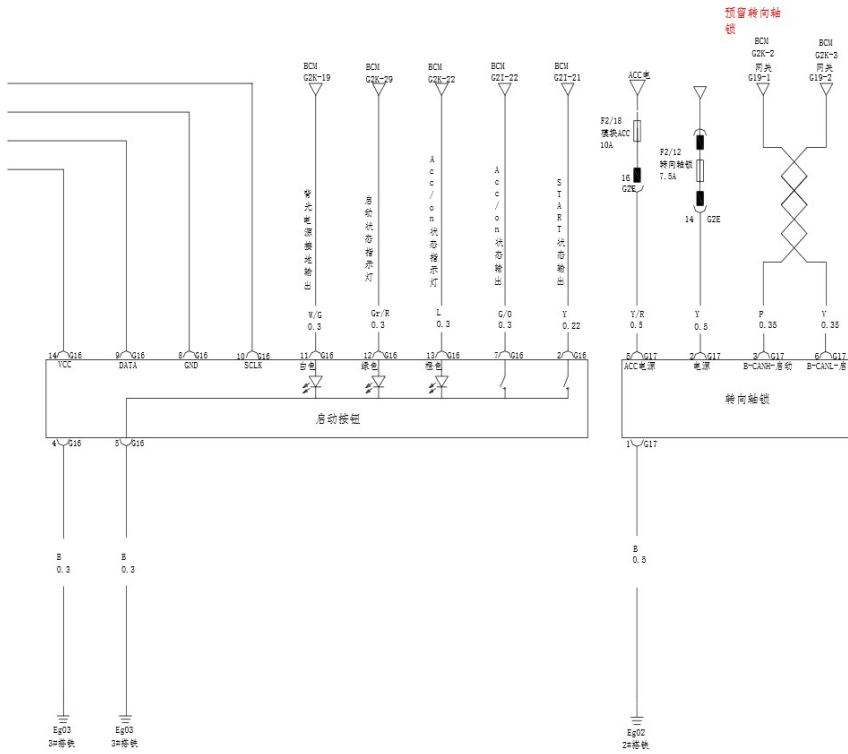 预留转向轴
锁
BCM
G2K-19
BCM
G2K-29
BCM
G2K-22
BCM
G2I-22
BCM
G2I-21
ACC电
BCM
G2K-2
网关
G19-1
BCM
G2K-3
网关
G19-2
F2/18
模块ACC
10A
16
G2E
F2/12
转向轴锁
7.5A
14 G2E
背光电源接地输出
启动状态指示灯
Acc/on状态指示灯
Acc/on状态输出
START状态输出
W/G
0.3
Gr/R
0.3
L
0.3
G/O
0.3
Y
0.22
Y/R
0.5
Y
0.5
P
0.35
V
0.35
14 G16
VCC
9 G16
DATA
8 G16
GND
10 G16
SCLK
11 G16
白色
12 G16
绿色
13 G16
橙色
7 G16
2 G16
5 G17
ACC电源
2 G17
电源
3 G17
B-CANH-启动
6 G17
B-CANL-启
启动按钮
转向轴锁
4 G16
5 G16
1 G17
B
0.3
B
0.3
B
0.5
Eg03
3#搭铁
Eg03
3#搭铁
Eg02
2#搭铁